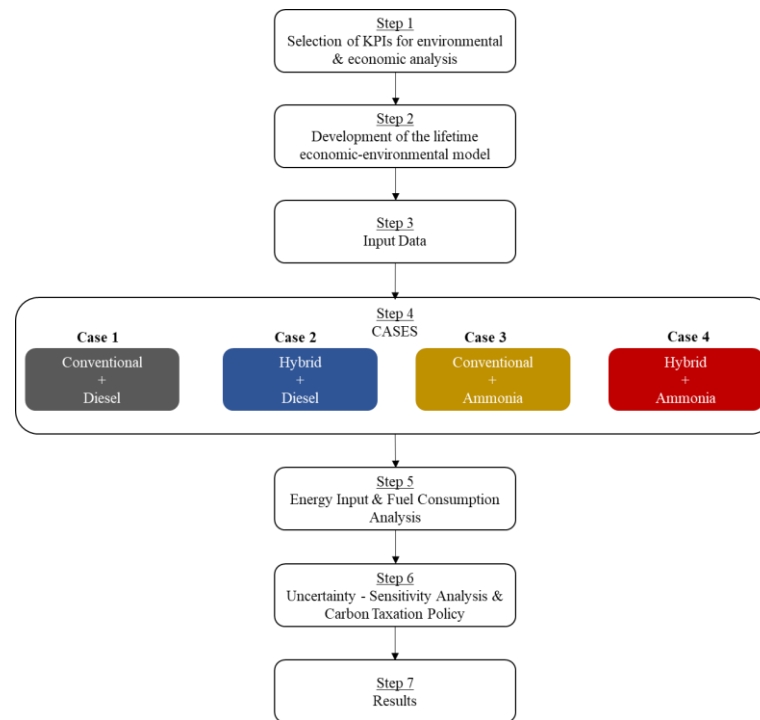 Step 1
Selection of KPIs for environmental
& economic analysis
Step 2
Development of the lifetime
economic-environmental model
Step 3
Input Data
Step 4
CASES
Case 1
Conventional
+
Diesel
Case 2
Hybrid
+
Diesel
Case 3
Conventional
+
Ammonia
Case 4
Hybrid
+
Ammonia
Step 5
Energy Input & Fuel Consumption
Analysis
Step 6
Uncertainty - Sensitivity Analysis &
Carbon Taxation Policy
Step 7
Results